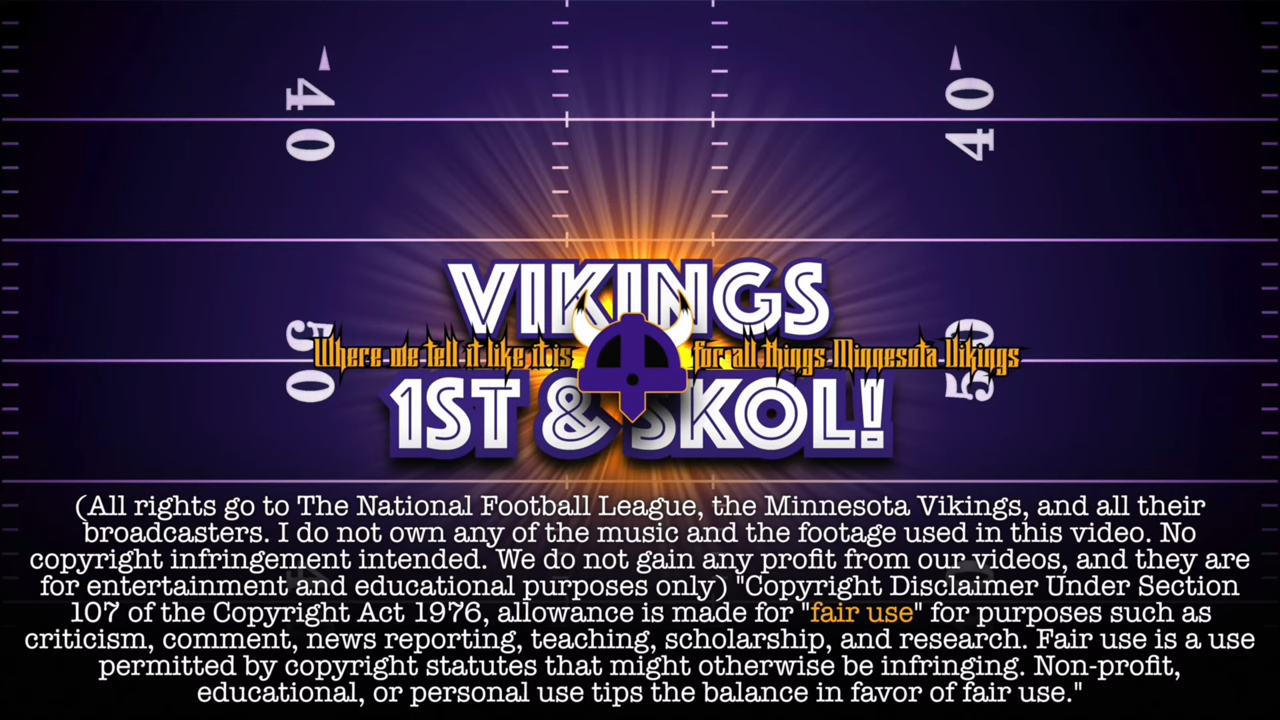 40
40
VIKINGS
50
Where we tell it like it is for all things Minnesota Vikings
50
1ST & SKOL!
(All rights go to The National Football League, the Minnesota Vikings, and all their
broadcasters. I do not own any of the music and the footage used in this video. No
copyright infringement intended. We do not gain any profit from our videos, and they are
for entertainment and educational purposes only) "Copyright Disclaimer Under Section
107 of the Copyright Act 1976, allowance is made for "fair use" for purposes such as
criticism, comment, news reporting, teaching, scholarship, and research. Fair use is a use
permitted by copyright statutes that might otherwise be infringing. Non-profit,
educational, or personal use tips the balance in favor of fair use."